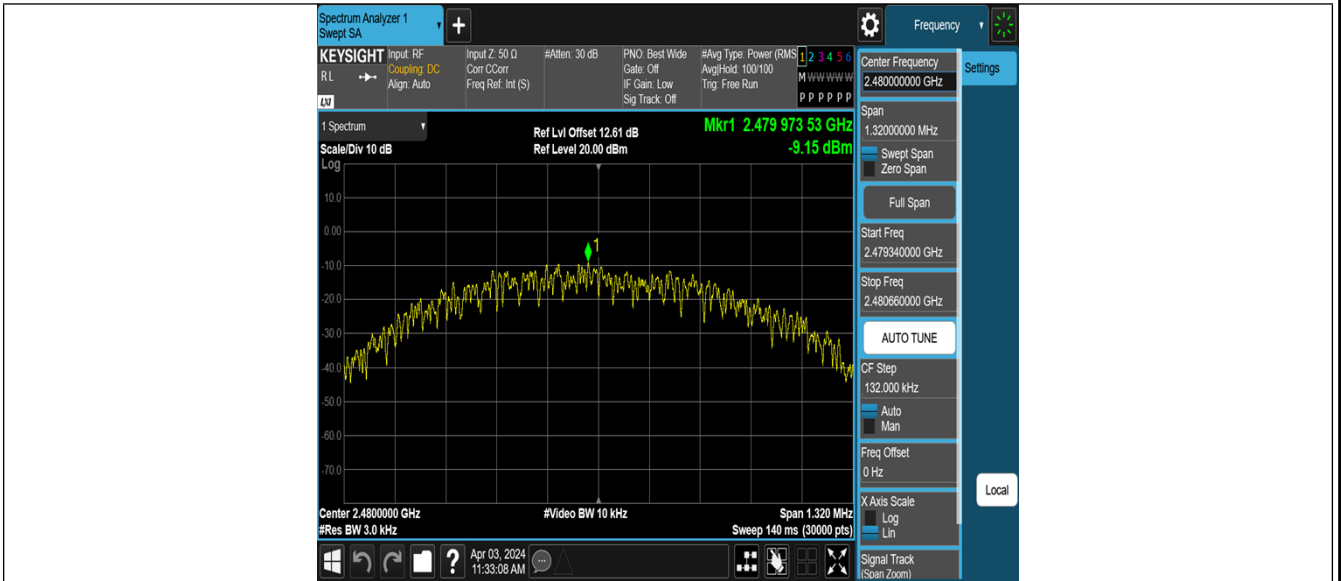 Spectrum Analyzer 1
Swept SA
+
Frequency
KEYSIGHT
RL
LXI
Input: RF
Coupling: DC
Align: Auto
Input Z: 50 Ω
Corr CCorr
Freq Ref: Int (S)
#Atten: 30 dB
PNO: Best Wide
Gate: Off
IF Gain: Low
Sig Track: Off
#Avg Type: Power (RMS
Avg|Hold: 100/100
Trig: Free Run
1 2 3 4 5 6
M W W W W W
P P P P P P
1 Spectrum
Scale/Div 10 dB
Log
Ref Lvl Offset 12.61 dB
Ref Level 20.00 dBm
Mkr1 2.479 973 53 GHz
-9.15 dBm
1
10.0
0.00
-10.0
-20.0
-30.0
-40.0
-50.0
-60.0
-70.0
Center 2.4800000 GHz
#Res BW 3.0 kHz
#Video BW 10 kHz
Span 1.320 MHz
Sweep 140 ms (30000 pts)
?
Apr 03, 2024
11:33:08 AM
Center Frequency
2.480000000 GHz
Span
1.32000000 MHz
Swept Span
Zero Span
Full Span
Start Freq
2.479340000 GHz
Stop Freq
2.480660000 GHz
AUTO TUNE
CF Step
132.000 kHz
Auto
Man
Freq Offset
0 Hz
X Axis Scale
Log
Lin
Signal Track
(Span Zoom)
Settings
Local